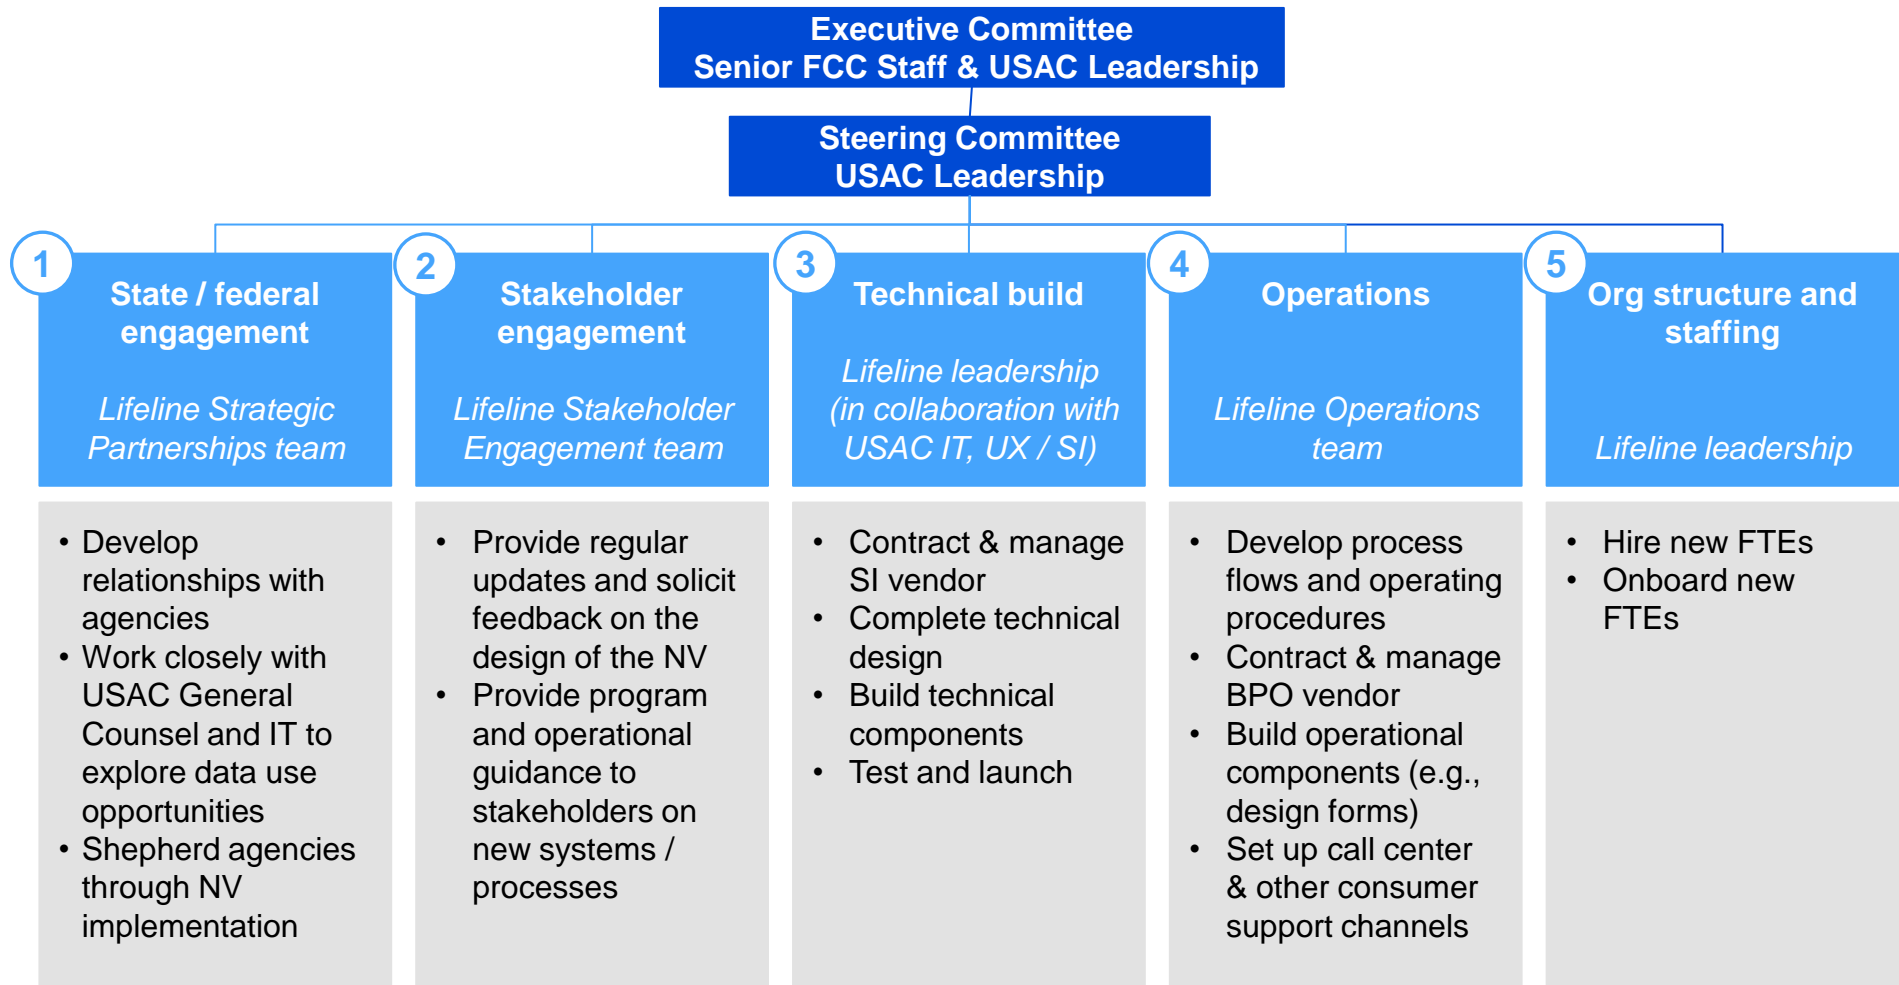 Executive Committee
Senior FCC Staff & USAC Leadership
Steering Committee
USAC Leadership
1
State / federal
engagement
Lifeline Strategic
Partnerships team
• Develop
relationships with
agencies
• Work closely with
USAC General
Counsel and IT to
explore data use
opportunities
• Shepherd agencies
through NV
implementation
2
Stakeholder
engagement
Lifeline Stakeholder
Engagement team
• Provide regular
updates and solicit
feedback on the
design of the NV
• Provide program
and operational
guidance to
stakeholders on
new systems /
processes
3
Technical build
Lifeline leadership
(in collaboration with
USAC IT, UX / SI)
• Contract & manage
SI vendor
• Complete technical
design
• Build technical
components
• Test and launch
4
Operations
Lifeline Operations
team
• Develop process
flows and operating
procedures
• Contract & manage
BPO vendor
• Build operational
components (e.g.,
design forms)
• Set up call center
& other consumer
support channels
5
Org structure and
staffing
Lifeline leadership
• Hire new FTEs
• Onboard new
FTEs